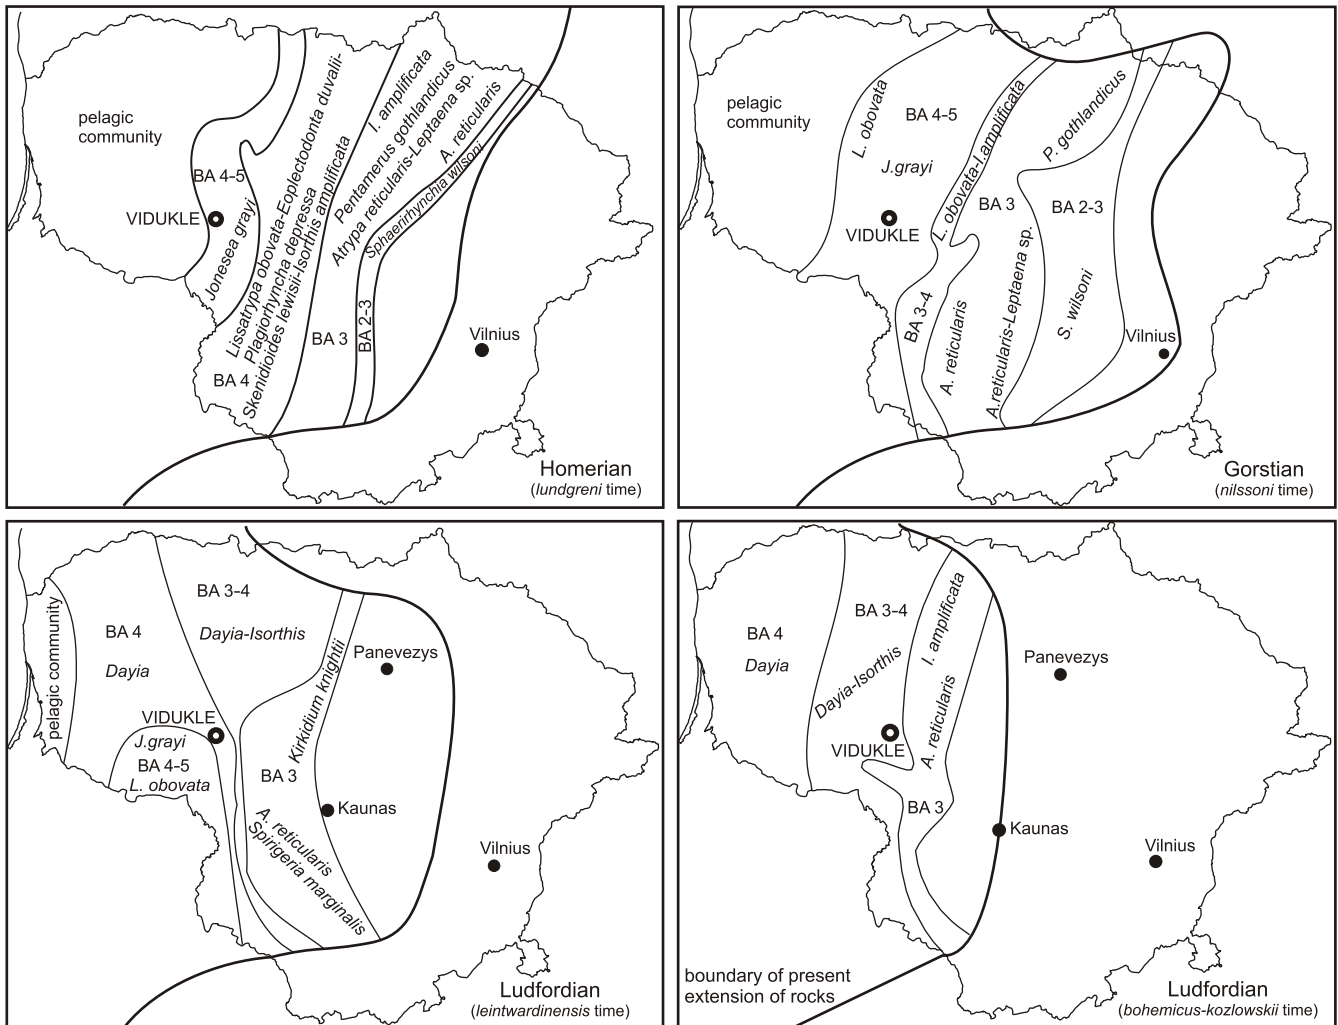 pelagic
community
BA 4-5
VIDUKLE
Jonesea grayi
Lissatrypa obovata-Eoplectodonta duvalii-
Plagiorhyncha depressa
Skenidioides lewisii-Isorthis amplificata
BA 4
I. amplificata
Pentamerus gothlandicus
Atrypa reticularis-Leptaena sp.
A. reticularis
Sphaerirhynchia wilsoni
BA 3
BA 2-3
Vilnius
Homerian
(lundgreni time)
pelagic
community
L. obovata
BA 4-5
J.grayi
VIDUKLE
L. obovata-I.amplificata
P. gothlandicus
BA 3
BA 2-3
BA 3-4
A. reticularis
A.reticularis-Leptaena sp.
S. wilsoni
Vilnius
Gorstian
(nilssoni time)
pelagic community
BA 4
Dayia
BA 3-4
Dayia-Isorthis
VIDUKLE
J.grayi
BA 4-5
L. obovata
Kirkidium knightii
BA 3
A. reticularis
Spirigeria marginalis
Panevezys
Kaunas
Vilnius
Ludfordian
(leintwardinensis time)
BA 4
Dayia
BA 3-4
Dayia-Isorthis
VIDUKLE
I. amplificata
A. reticularis
BA 3
Panevezys
Kaunas
Vilnius
boundary of present
extension of rocks
Ludfordian
(bohemicus-kozlowskii time)